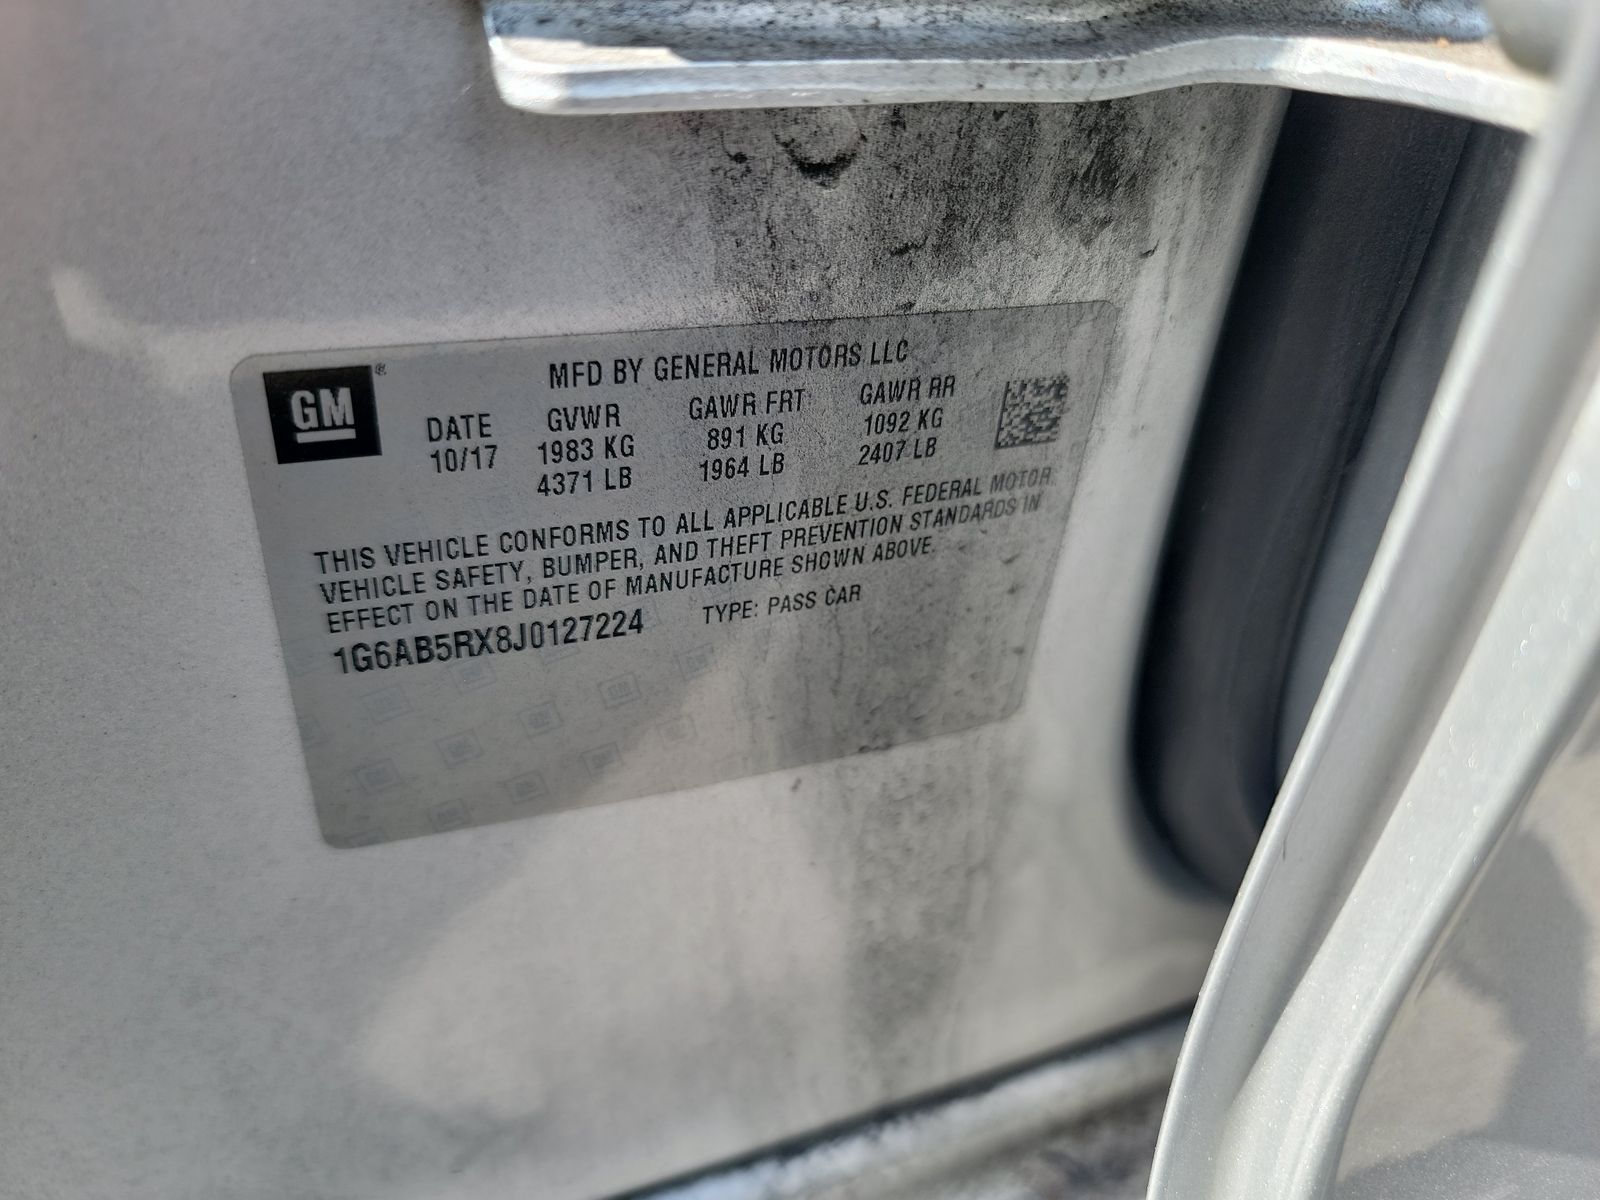 GM ®
MFD BY GENERAL MOTORS LLC
DATE GVWR GAWR FRT GAWR RR
10/17 1983 KG 891 KG 1092 KG
4371 LB 1964 LB 2407 LB
THIS VEHICLE CONFORMS TO ALL APPLICABLE U.S. FEDERAL MOTOR
VEHICLE SAFETY, BUMPER, AND THEFT PREVENTION STANDARDS IN
EFFECT ON THE DATE OF MANUFACTURE SHOWN ABOVE.
1G6AB5RX8J0127224 TYPE: PASS CAR